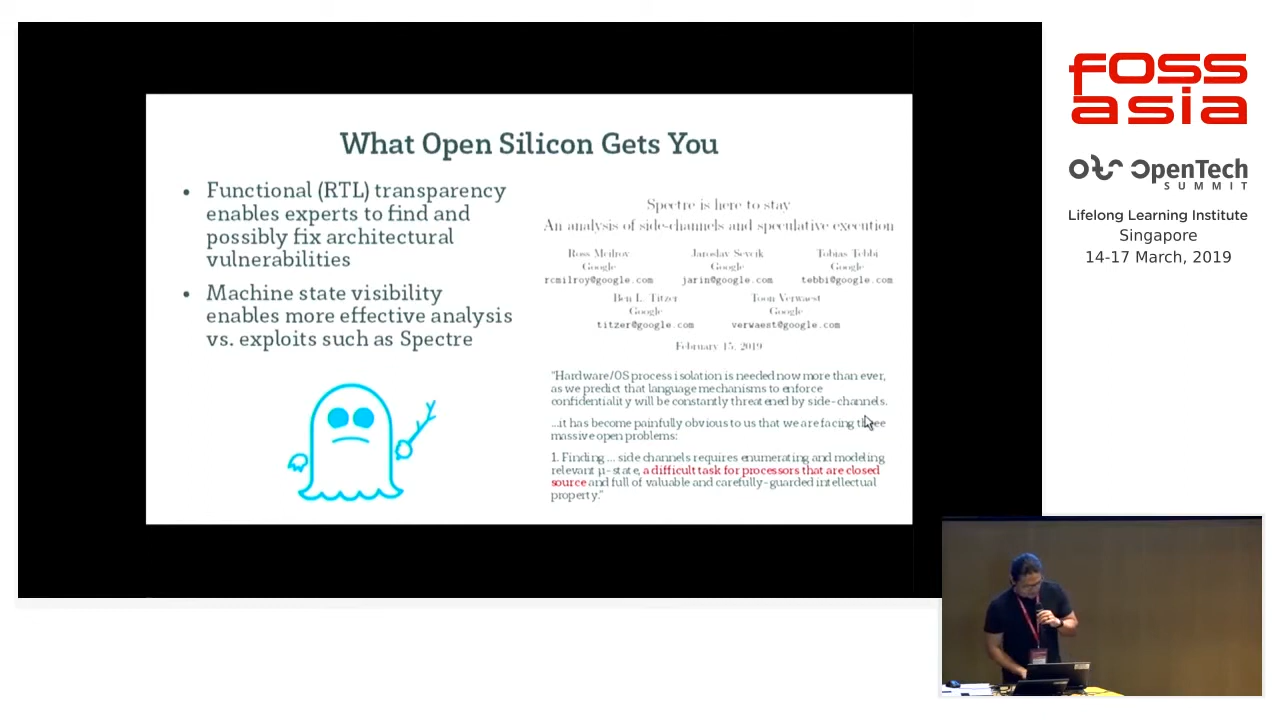 What Open Silicon Gets You
• Functional (RTL) transparency
enables experts to find and
possibly fix architectural
vulnerabilities
• Machine state visibility
enables more effective analysis
vs. exploits such as Spectre
Spectre is here to stay
An analysis of side-channels and speculative execution
Ross Mcilroy
Google
rcmilroy@google.com
Jaroslav Sevcik
Google
jarin@google.com
Tobias Tebbi
Google
tebbi@google.com
Ben L. Titzer
Google
titzer@google.com
Toon Verwaest
Google
verwaest@google.com
February 15, 2019
"Hardware/OS process isolation is needed now more than ever,
as we predict that language mechanisms to enforce
confidentiality will be constantly threatened by side-channels.
...it has become painfully obvious to us that we are facing three
massive open problems:
1. Finding ... side channels requires enumerating and modeling
relevant µ-state, a difficult task for processors that are closed
source and full of valuable and carefully-guarded intellectual
property."
FOSS
asia
OpenTech
SUMMIT
Lifelong Learning Institute
Singapore
14-17 March, 2019